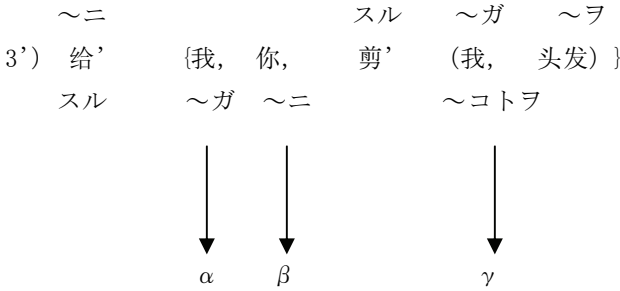 ～ニ スル ～ガ ～ヲ
3’) 给’ {我, 你, 剪’ (我, 头发)}
スル ～ガ ～ニ ～コトヲ
α β γ